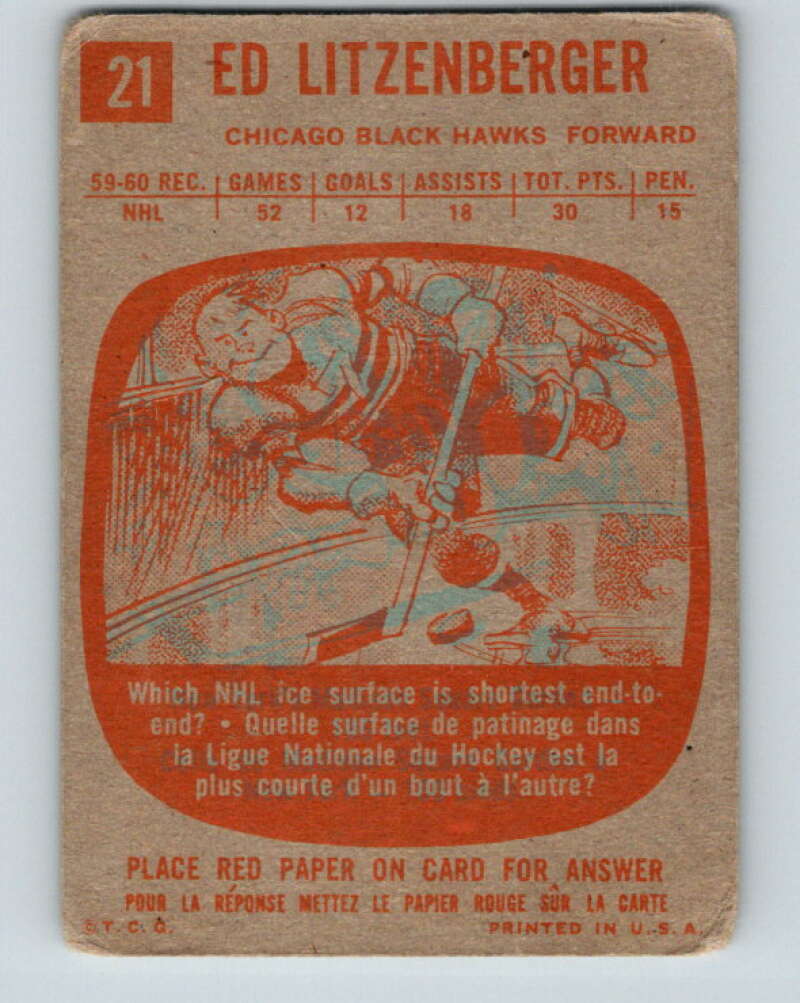 21
ED LITZENBERGER
CHICAGO BLACK HAWKS FORWARD
59-60 REC. GAMES GOALS ASSISTS TOT. PTS. PEN.
NHL 52 12 18 30 15
Which NHL ice surface is shortest end-to-
end? • Quelle surface de patinage dans
la Ligue Nationale du Hockey est la
plus courte d'un bout à l'autre?
PLACE RED PAPER ON CARD FOR ANSWER
POUR LA RÉPONSE METTEZ LE PAPIER ROUGE SÛR LA CARTE
©T.C.G. PRINTED IN U.S.A.